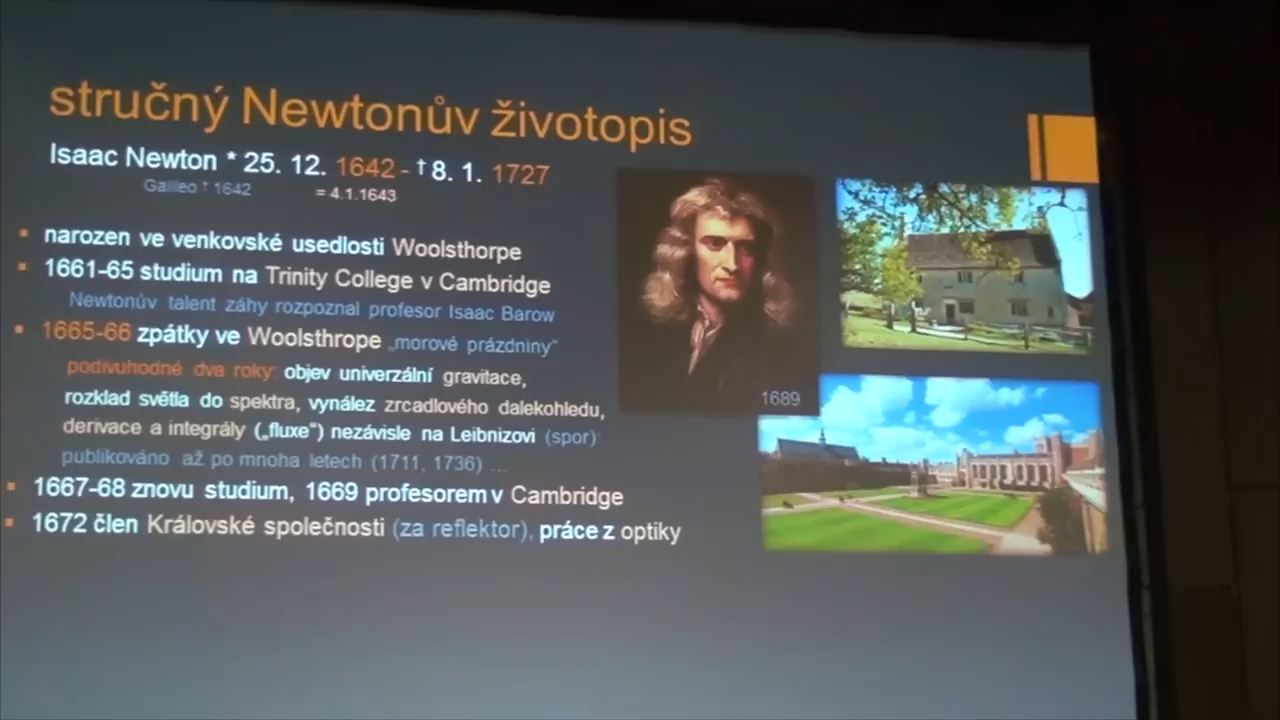 stručný Newtonův životopis
Isaac Newton * 25. 12. 1642 - † 8. 1. 1727
Galileo † 1642 = 4.1.1643
narozen ve venkovské usedlosti Woolsthorpe
1661-65 studium na Trinity College v Cambridge
Newtonův talent záhy rozpoznal profesor Isaac Barow
1665-66 zpátky ve Woolsthrope „morové prázdniny“
podivuhodné dva roky: objev univerzální gravitace,
rozklad světla do spektra, vynález zrcadlového dalekohledu,
derivace a integrály („fluxe“) nezávisle na Leibnizovi (spor)
publikováno až po mnoha letech (1711, 1736) ...
1667-68 znovu studium, 1669 profesorem v Cambridge
1672 člen Královské společnosti (za reflektor), práce z optiky
1689